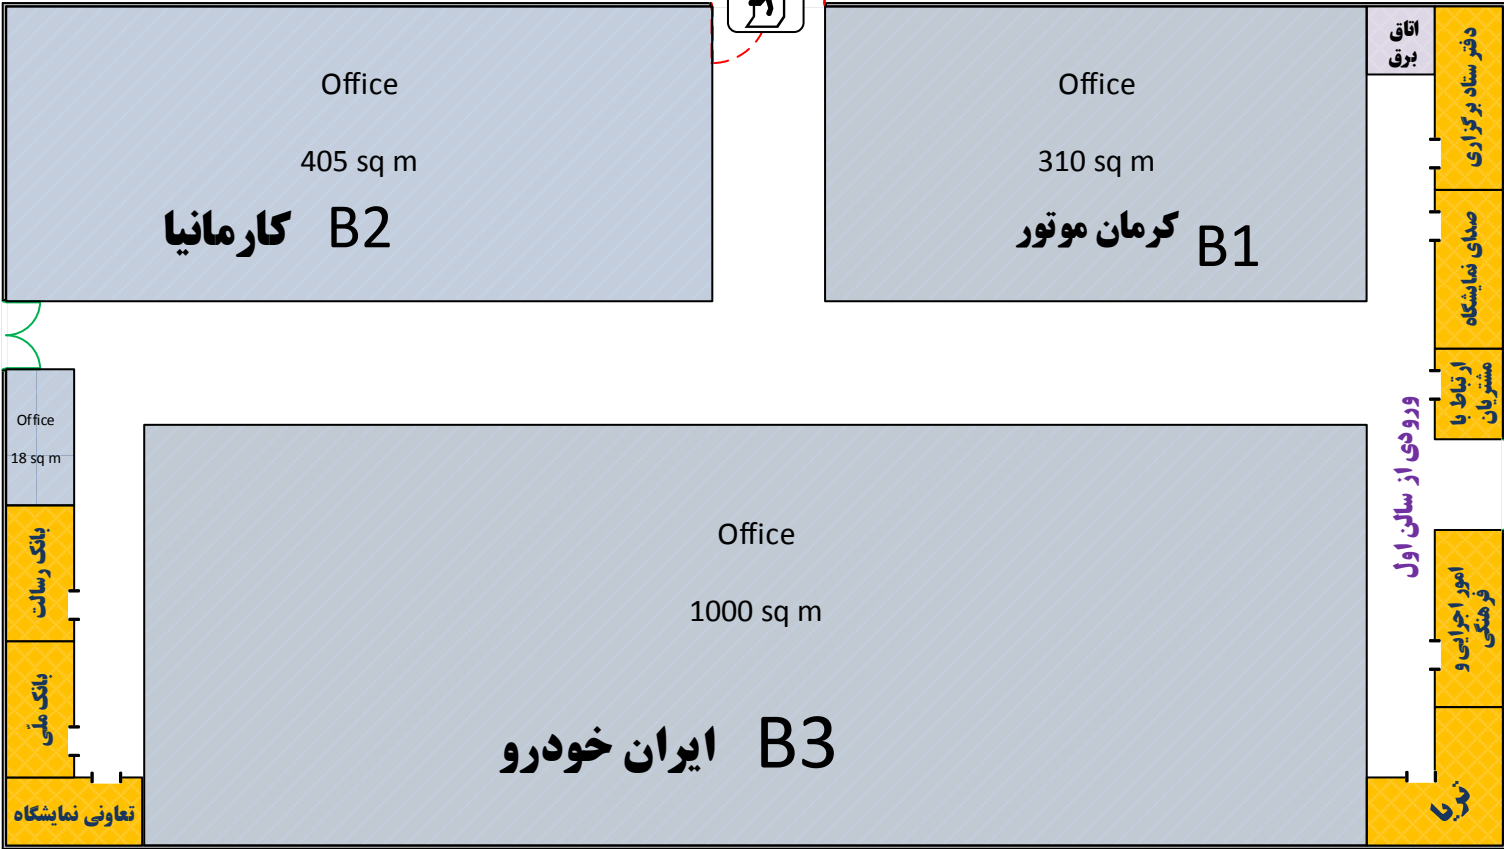 Office
405 sq m
کارمانیا B2
Office
310 sq m
کرمان موتور B1
اتاق
برق
دفتر ستاد برگزاری
صدای نمایشگاه
ارتباط با
مشتریان
ورودی از سالن اول
Office
18 sq m
بانک رسالت
بانک ملّی
تعاونی نمایشگاه
Office
1000 sq m
ایران خودرو B3
امور اجرایی و
فرهنگی